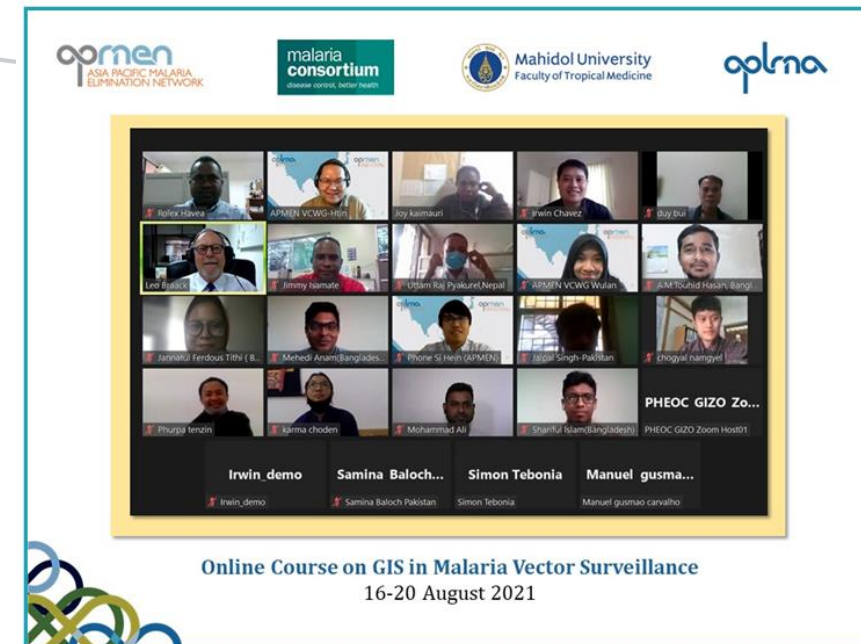 apmen
ASIA PACIFIC MALARIA
ELIMINATION NETWORK
malaria
consortium
disease control, better health
Mahidol University
Faculty of Tropical Medicine
aplma
Rolex Havea
APMEN VCWG-Htin
Joy kaimauri
Irwin Chavez
duy bui
Leo Braack
Jimmy Isamate
Uttam Raj Pyakurel,Nepal
APMEN VCWG Wulan
A.M.Touhid Hasan, Bangl...
Jannatul Ferdous Tithi ( B...
Mehedi Anam(Banglades...
Phone Si Hein (APMEN)
Jaipal Singh-Pakistan
chogyal namgyel
Phurpa tenzin
karma choden
Mohammad Ali
Shariful Islam(Bangladesh)
PHEOC GIZO Zo...
PHEOC GIZO Zoom Host01
Irwin_demo
Samina Baloch...
Simon Tebonia
Manuel gusma...
Irwin_demo
Samina Baloch Pakistan
Simon Tebonia
Manuel gusmao carvalho
Online Course on GIS in Malaria Vector Surveillance
16-20 August 2021